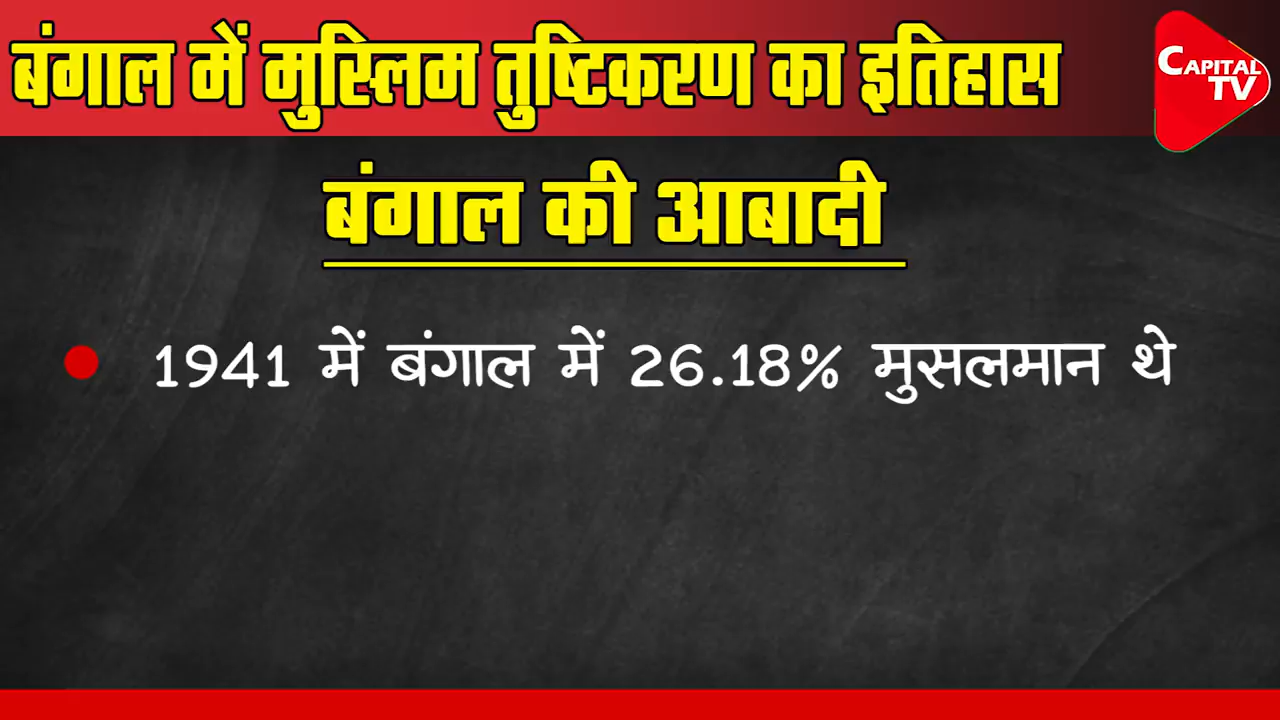 बंगाल में मुस्लिम तुष्टिकरण का इतिहास
CAPITAL
TV
बंगाल की आबादी
1941 में बंगाल में 26.18% मुसलमान थे